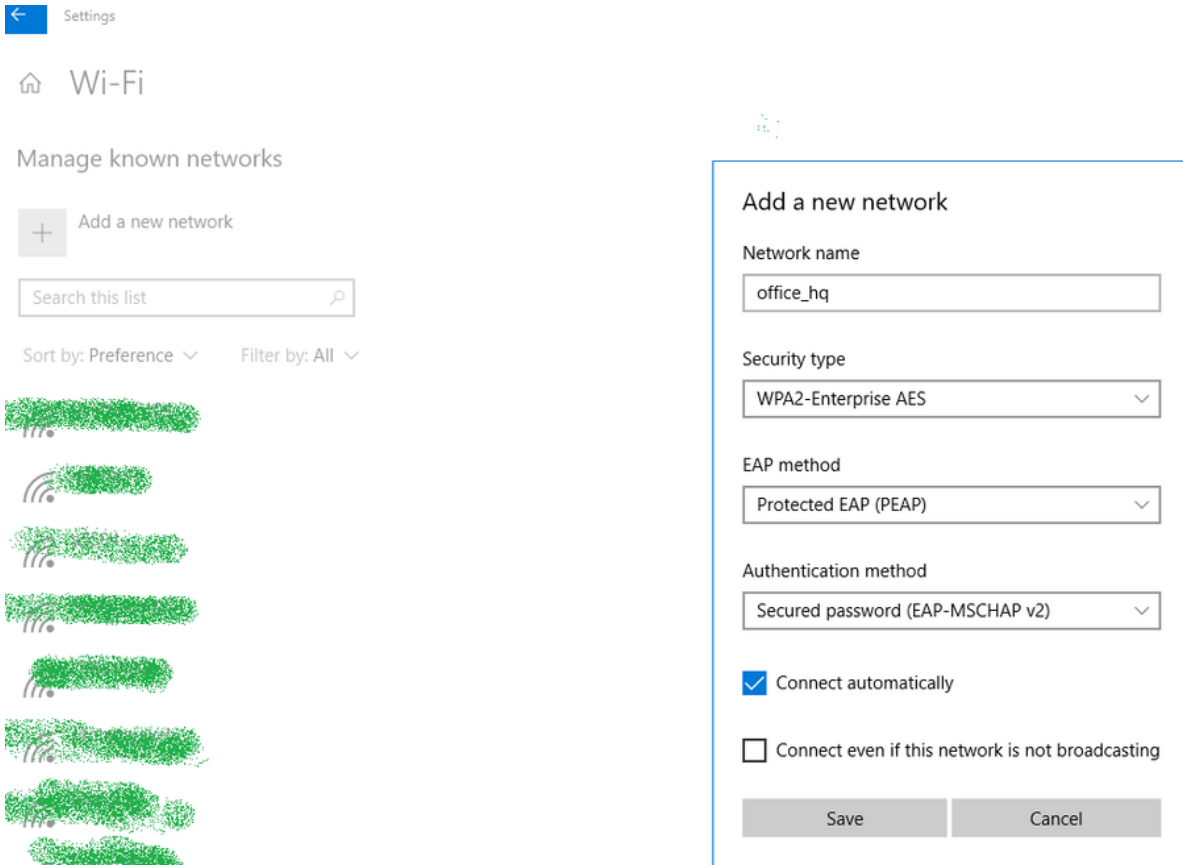 Settings
Wi-Fi
Manage known networks
Add a new network
Search this list
Sort by: Preference
Filter by: All
Add a new network
Network name
office_hq
Security type
WPA2-Enterprise AES
EAP method
Protected EAP (PEAP)
Authentication method
Secured password (EAP-MSCHAP v2)
Connect automatically
Connect even if this network is not broadcasting
Save
Cancel